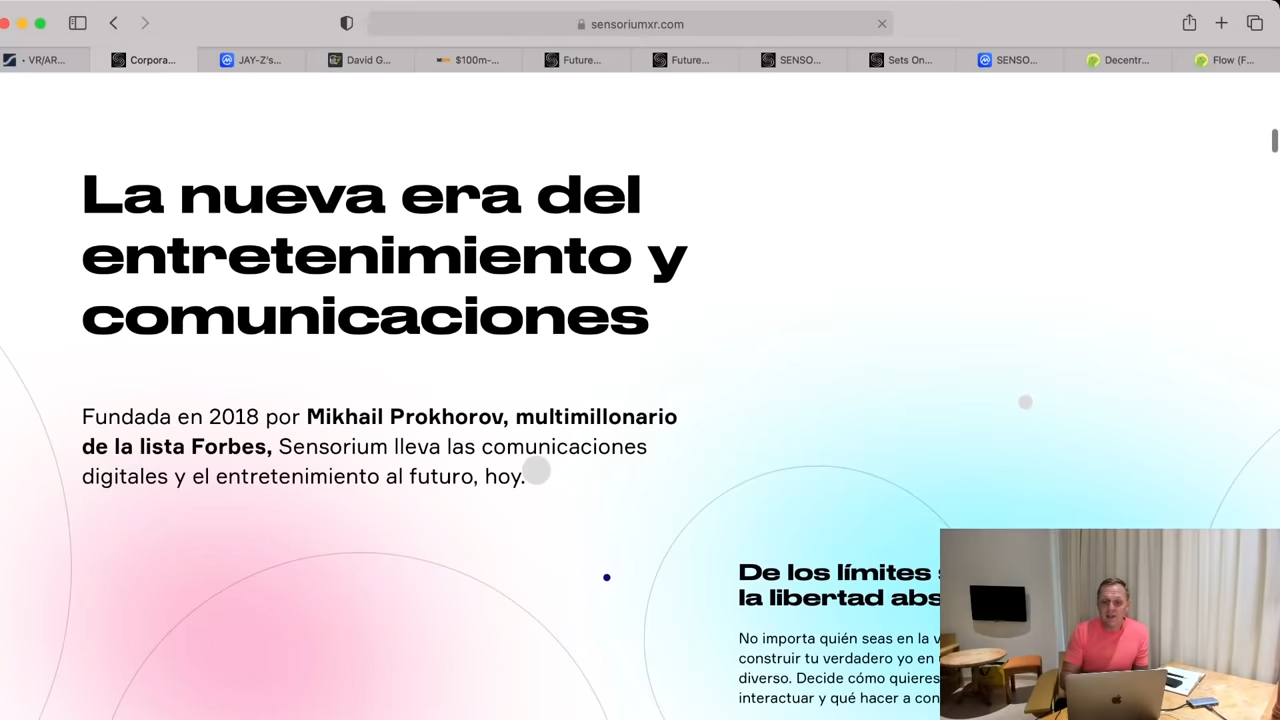 sensoriumxr.com
• VR/AR...
Corpora...
JAY-Z's...
David G...
$100m-...
Future...
Future...
SENSO...
Sets On...
SENSO...
Decentr...
Flow (F...
La nueva era del
entretenimiento y
comunicaciones
Fundada en 2018 por Mikhail Prokhorov, multimillonario
de la lista Forbes, Sensorium lleva las comunicaciones
digitales y el entretenimiento al futuro, hoy.
De los límites
la libertad abs
No importa quién seas en la v
construir tu verdadero yo en
diverso. Decide cómo quieres
interactuar y qué hacer a con